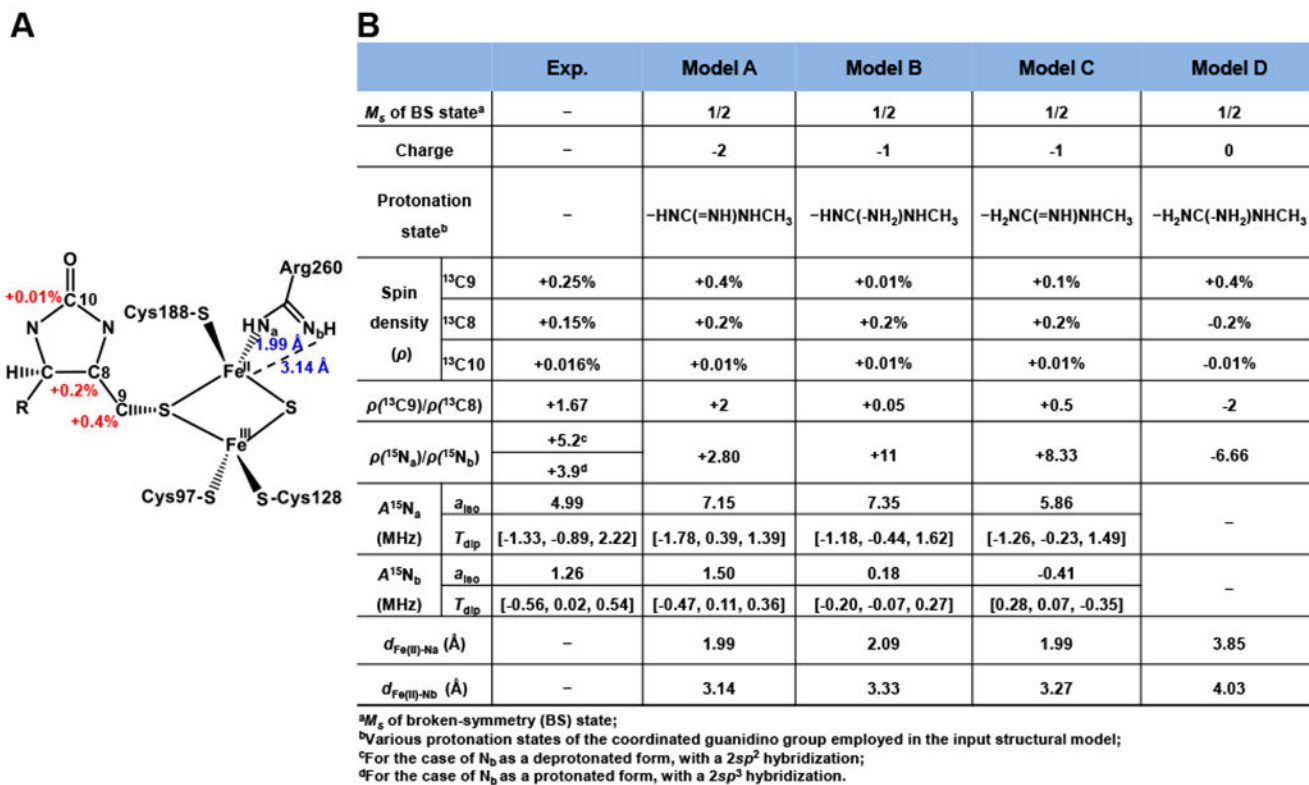 A
O
+0.01% C10
N N
H C8
R +0.2%
C9
+0.4%
S S
Cys188-S
Arg260
HNa NbH
1.99 Å
3.14 Å
FeII
FeIII
Cys97-S S-Cys128
B
Exp. Model A Model B Model C Model D
Ms of BS stateᵃ – 1/2 1/2 1/2 1/2
Charge – -2 -1 -1 0
Protonation stateᵇ – −HNC(=NH)NHCH₃ −HNC(-NH₂)NHCH₃ −H₂NC(=NH)NHCH₃ −H₂NC(-NH₂)NHCH₃
Spin density (ρ)
¹³C9 +0.25% +0.4% +0.01% +0.1% +0.4%
¹³C8 +0.15% +0.2% +0.2% +0.2% -0.2%
¹³C10 +0.016% +0.01% +0.01% +0.01% -0.01%
ρ(¹³C9)/ρ(¹³C8) +1.67 +2 +0.05 +0.5 -2
ρ(¹⁵Na)/ρ(¹⁵Nb) +5.2ᶜ +3.9ᵈ +2.80 +11 +8.33 -6.66
A¹⁵Na (MHz)
aiso 4.99 7.15 7.35 5.86 –
Tdip [-1.33, -0.89, 2.22] [-1.78, 0.39, 1.39] [-1.18, -0.44, 1.62] [-1.26, -0.23, 1.49]
A¹⁵Nb (MHz)
aiso 1.26 1.50 0.18 -0.41 –
Tdip [-0.56, 0.02, 0.54] [-0.47, 0.11, 0.36] [-0.20, -0.07, 0.27] [0.28, 0.07, -0.35]
dFe(II)-Na (Å) – 1.99 2.09 1.99 3.85
dFe(II)-Nb (Å) – 3.14 3.33 3.27 4.03
ᵃMs of broken-symmetry (BS) state;
ᵇVarious protonation states of the coordinated guanidino group employed in the input structural model;
ᶜFor the case of Nb as a deprotonated form, with a 2sp² hybridization;
ᵈFor the case of Nb as a protonated form, with a 2sp³ hybridization.